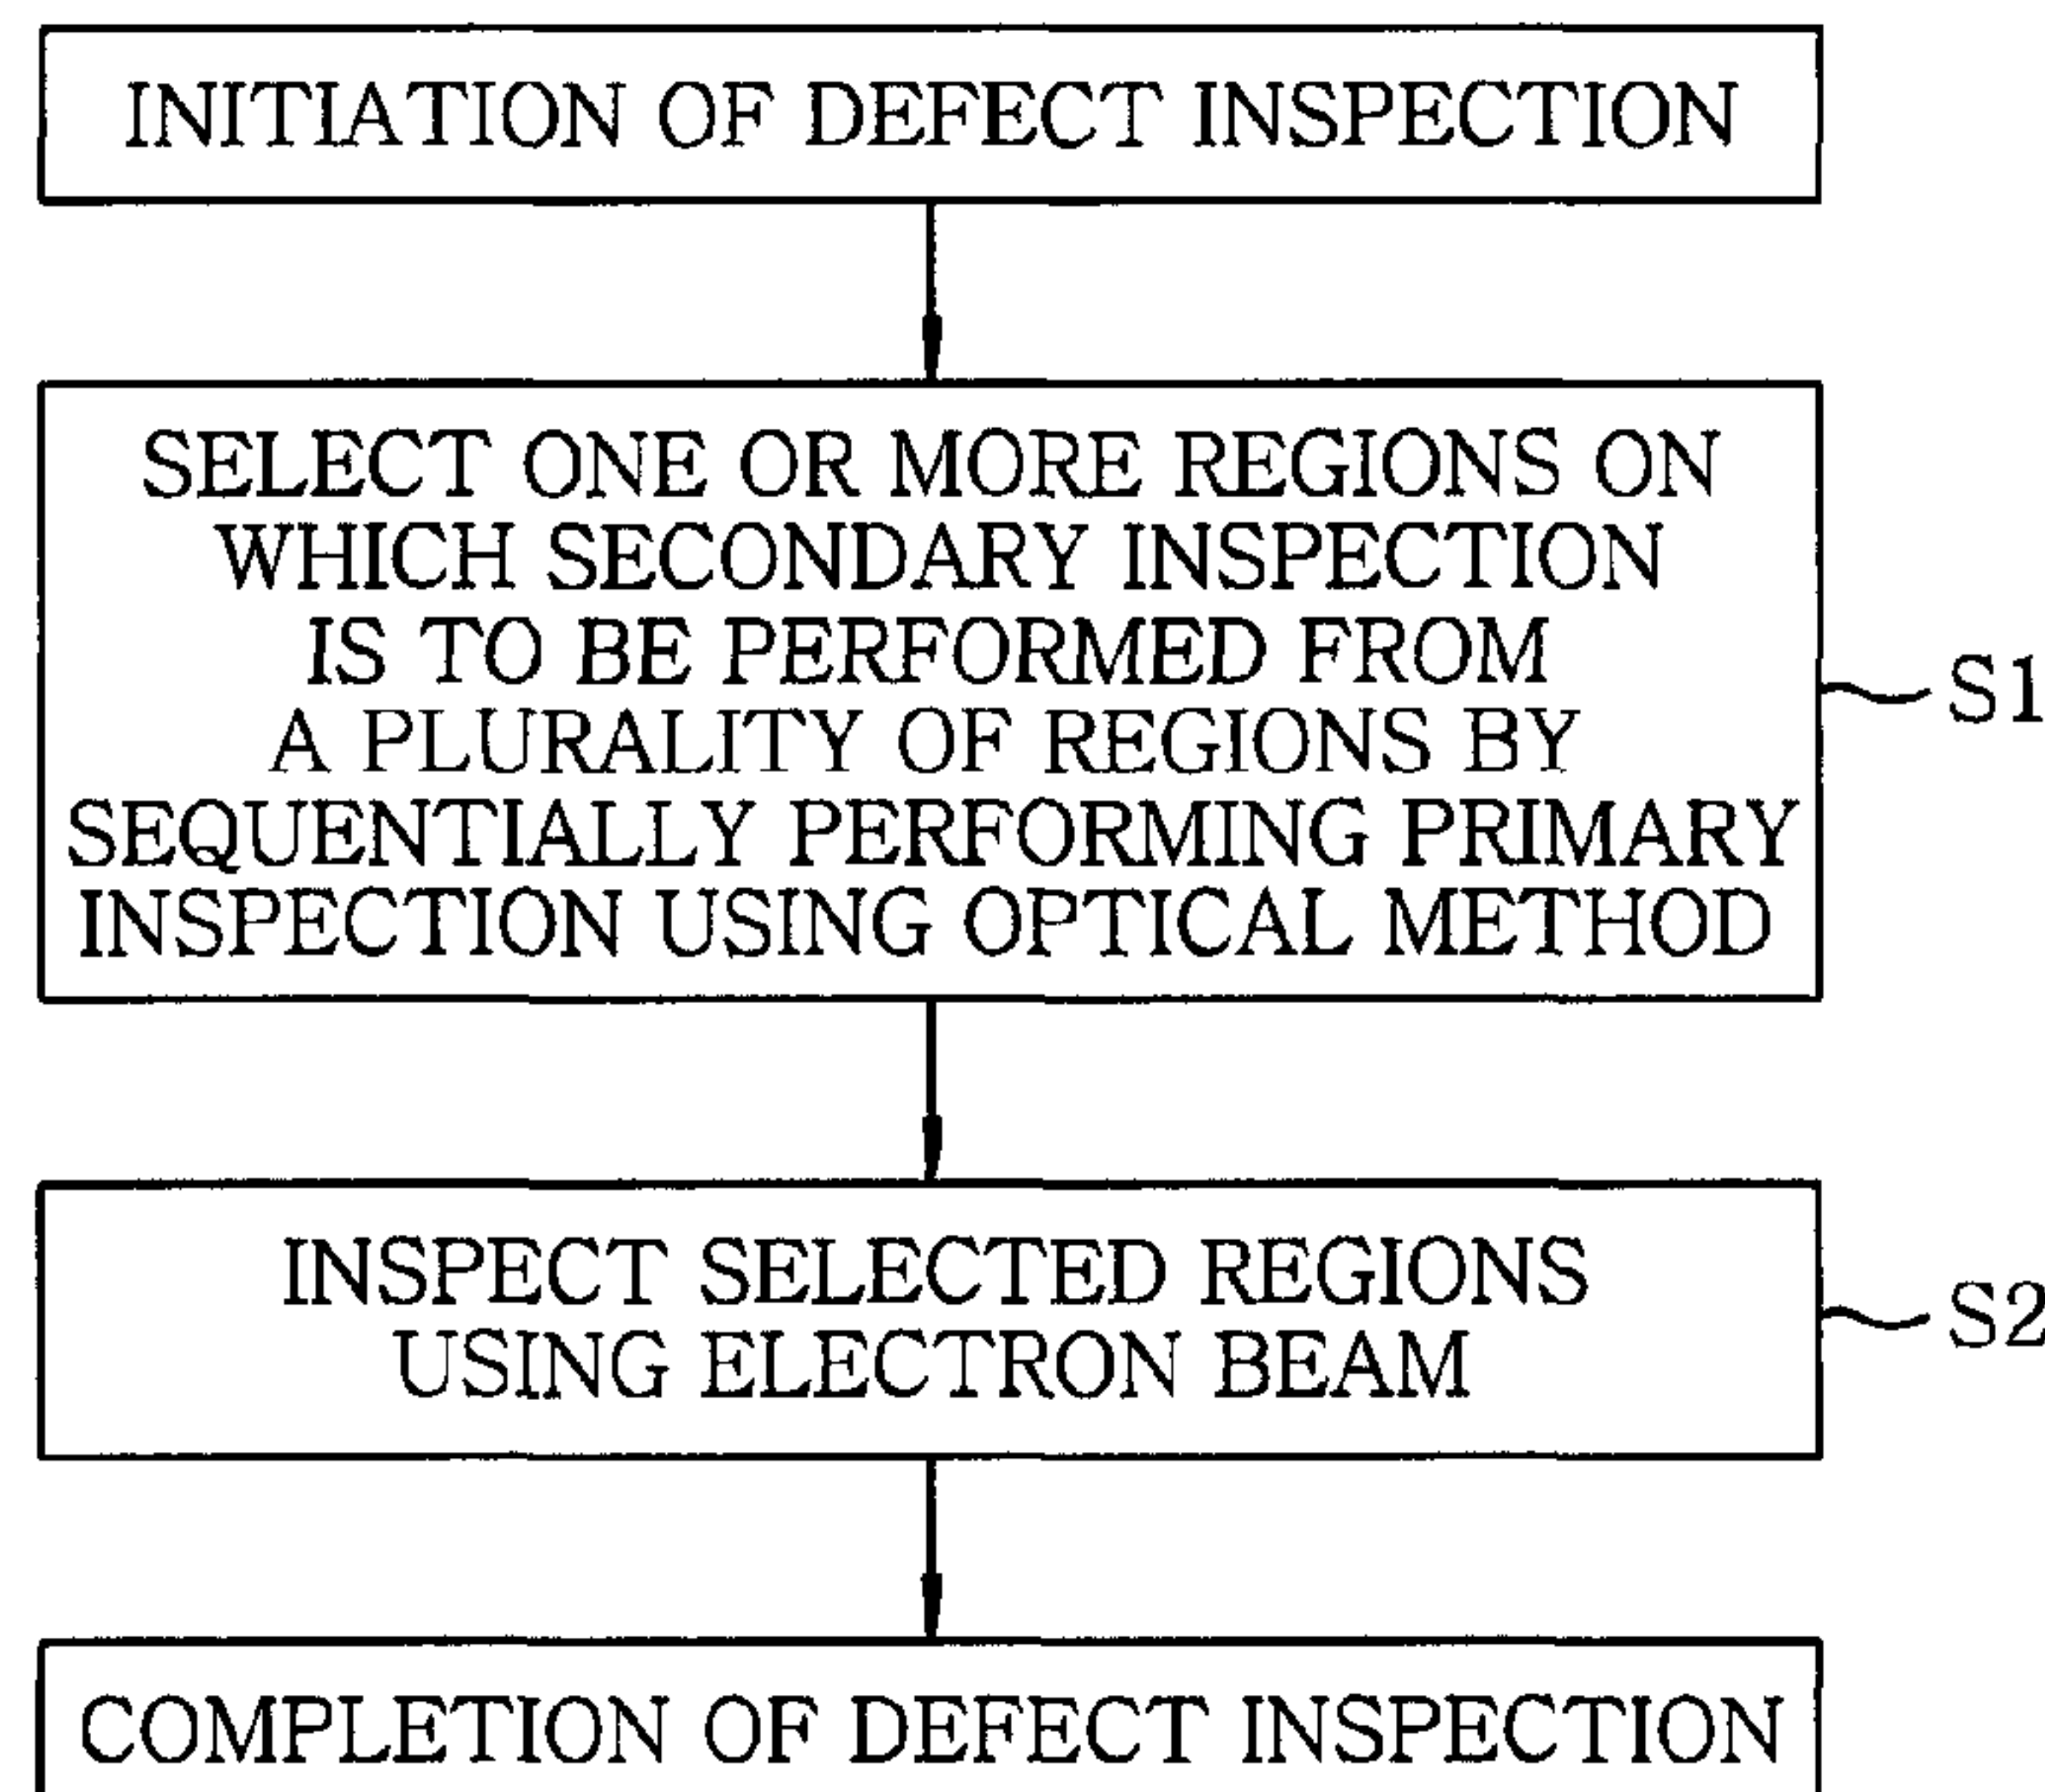 INITIATION OF DEFECT INSPECTION
SELECT ONE OR MORE REGIONS ON
WHICH SECONDARY INSPECTION
IS TO BE PERFORMED FROM
A PLURALITY OF REGIONS BY
SEQUENTIALLY PERFORMING PRIMARY
INSPECTION USING OPTICAL METHOD
S1
INSPECT SELECTED REGIONS
USING ELECTRON BEAM
S2
COMPLETION OF DEFECT INSPECTION